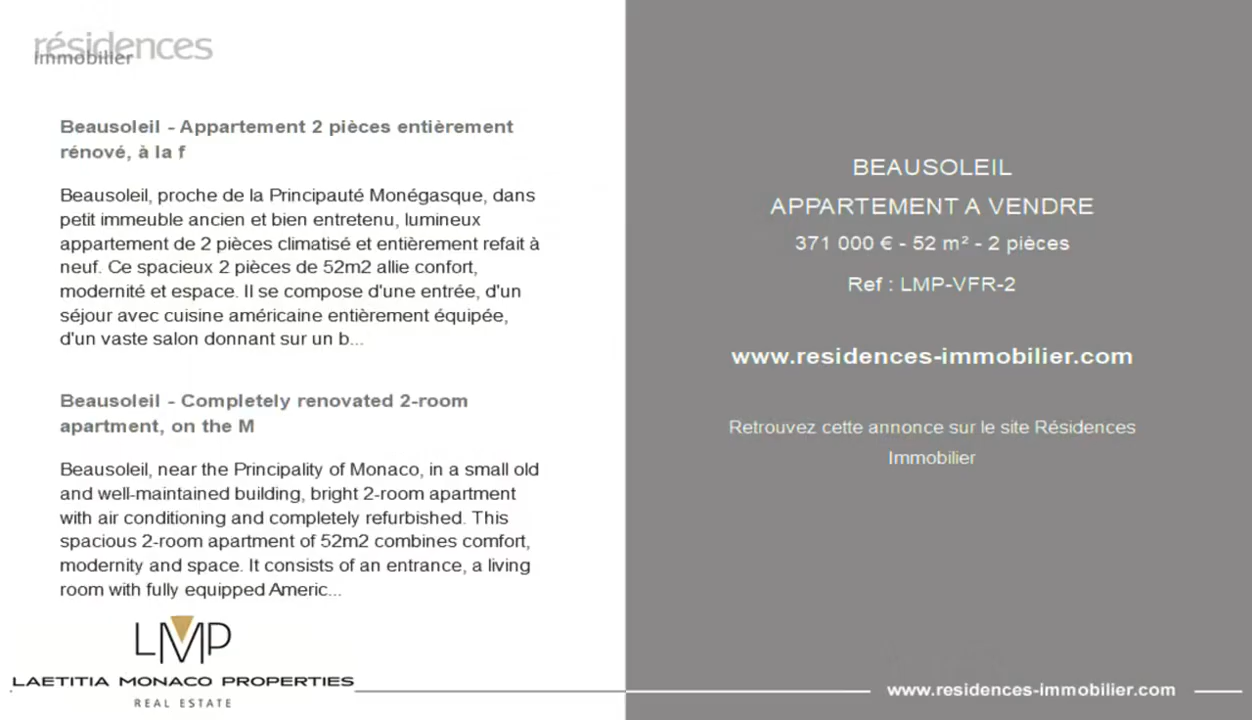 résidences
immobilier
Beausoleil - Appartement 2 pièces entièrement
rénové, à la f
Beausoleil, proche de la Principauté Monégasque, dans
petit immeuble ancien et bien entretenu, lumineux
appartement de 2 pièces climatisé et entièrement refait à
neuf. Ce spacieux 2 pièces de 52m2 allie confort,
modernité et espace. Il se compose d'une entrée, d'un
séjour avec cuisine américaine entièrement équipée,
d'un vaste salon donnant sur un b...
Beausoleil - Completely renovated 2-room
apartment, on the M
Beausoleil, near the Principality of Monaco, in a small old
and well-maintained building, bright 2-room apartment
with air conditioning and completely refurbished. This
spacious 2-room apartment of 52m2 combines comfort,
modernity and space. It consists of an entrance, a living
room with fully equipped Americ...
LMP
LAETITIA MONACO PROPERTIES
REAL ESTATE
BEAUSOLEIL
APPARTEMENT A VENDRE
371 000 € - 52 m² - 2 pièces
Ref : LMP-VFR-2
www.residences-immobilier.com
Retrouvez cette annonce sur le site Résidences
Immobilier
www.residences-immobilier.com